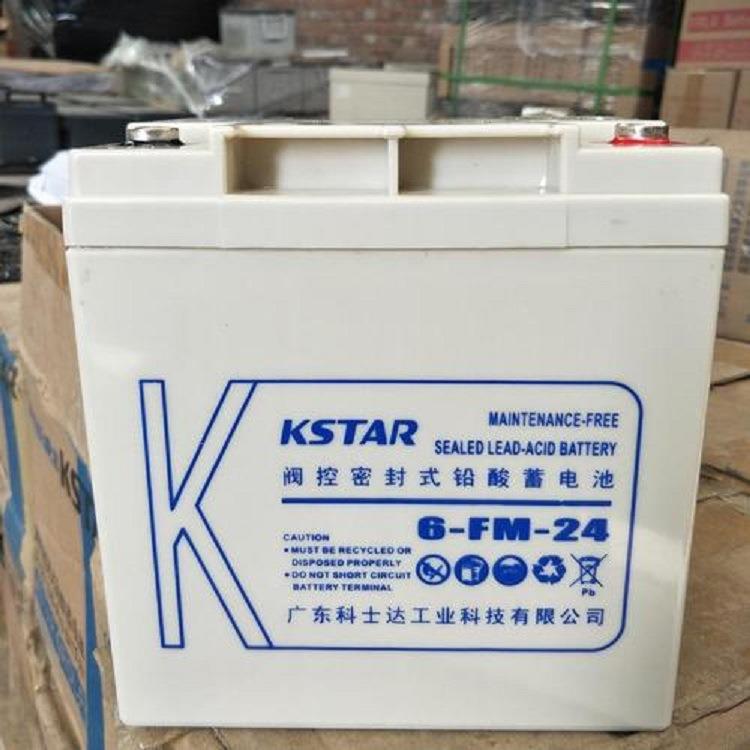 KSTAR
MAINTENANCE-FREE
SEALED LEAD-ACID BATTERY
阀控密封式铅酸蓄电池
6-FM-24
CAUTION
• MUST BE RECYCLED OR
DISPOSED PROPERLY
• DO NOT SHORT CIRCUIT
BATTERY TERMINAL
Pb
广东科士达工业科技有限公司
K